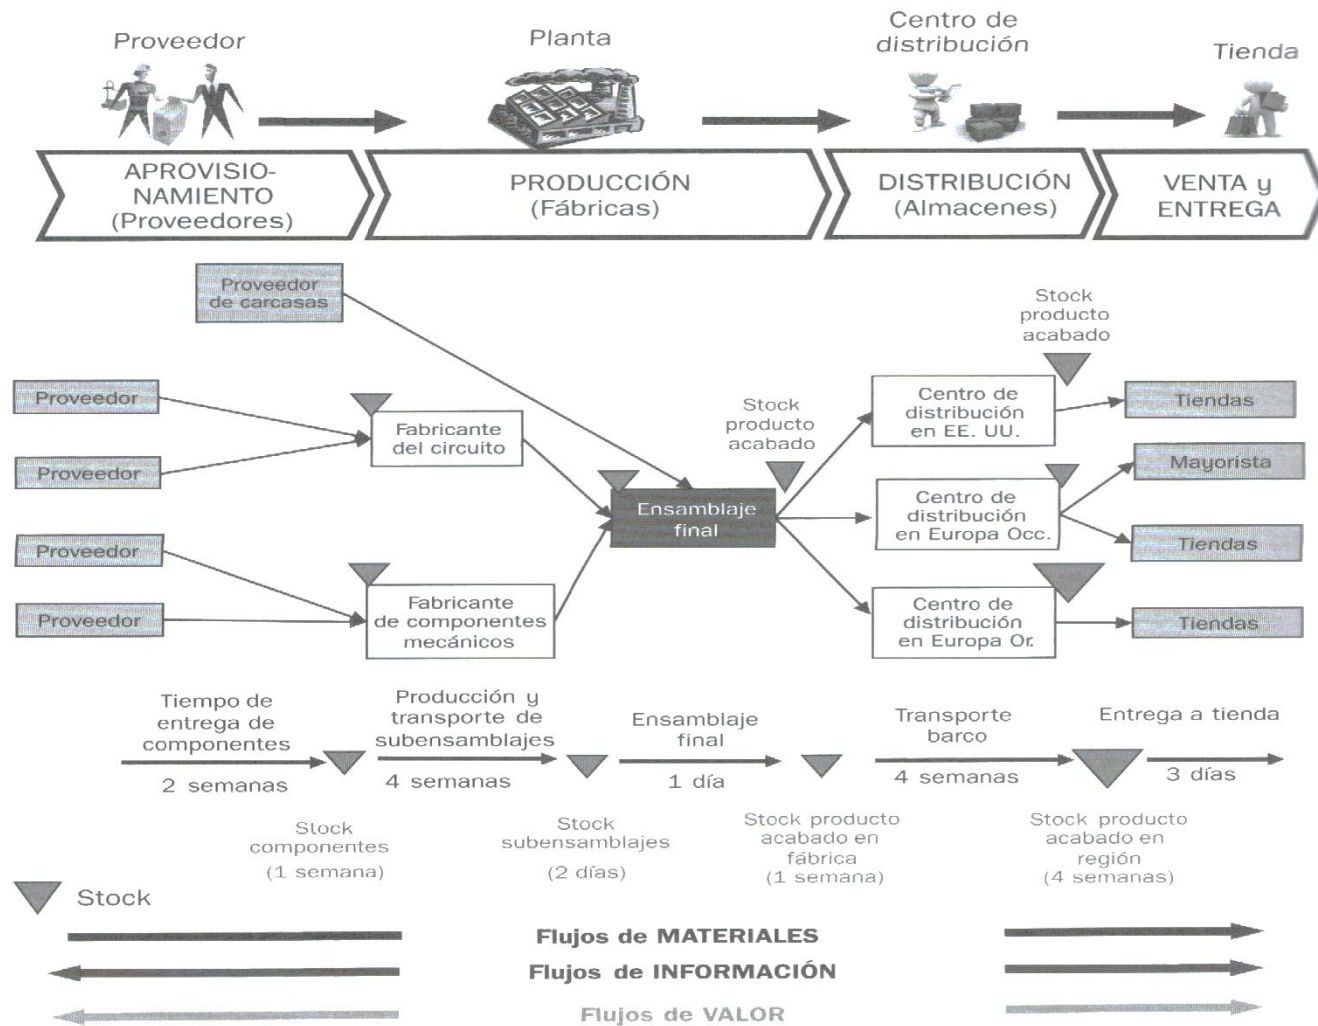 Proveedor
Planta
Centro de
distribución
Tienda
APROVISIO-
NAMIENTO
(Proveedores)
PRODUCCIÓN
(Fábricas)
DISTRIBUCIÓN
(Almacenes)
VENTA y
ENTREGA
Proveedor
de carcasas
Stock
producto
acabado
Proveedor
Proveedor
Fabricante
del circuito
Stock
producto
acabado
Centro de
distribución
en EE. UU.
Tiendas
Mayorista
Ensamblaje
final
Centro de
distribución
en Europa Occ.
Tiendas
Proveedor
Proveedor
Fabricante
de componentes
mecánicos
Centro de
distribución
en Europa Or.
Tiendas
Tiempo de
entrega de
componentes
2 semanas
Producción y
transporte de
subensamblajes
4 semanas
Ensamblaje
final
1 día
Transporte
barco
4 semanas
Entrega a tienda
3 días
Stock
componentes
(1 semana)
Stock
subensamblajes
(2 días)
Stock producto
acabado en
fábrica
(1 semana)
Stock producto
acabado en
región
(4 semanas)
Stock
Flujos de MATERIALES
Flujos de INFORMACIÓN
Flujos de VALOR